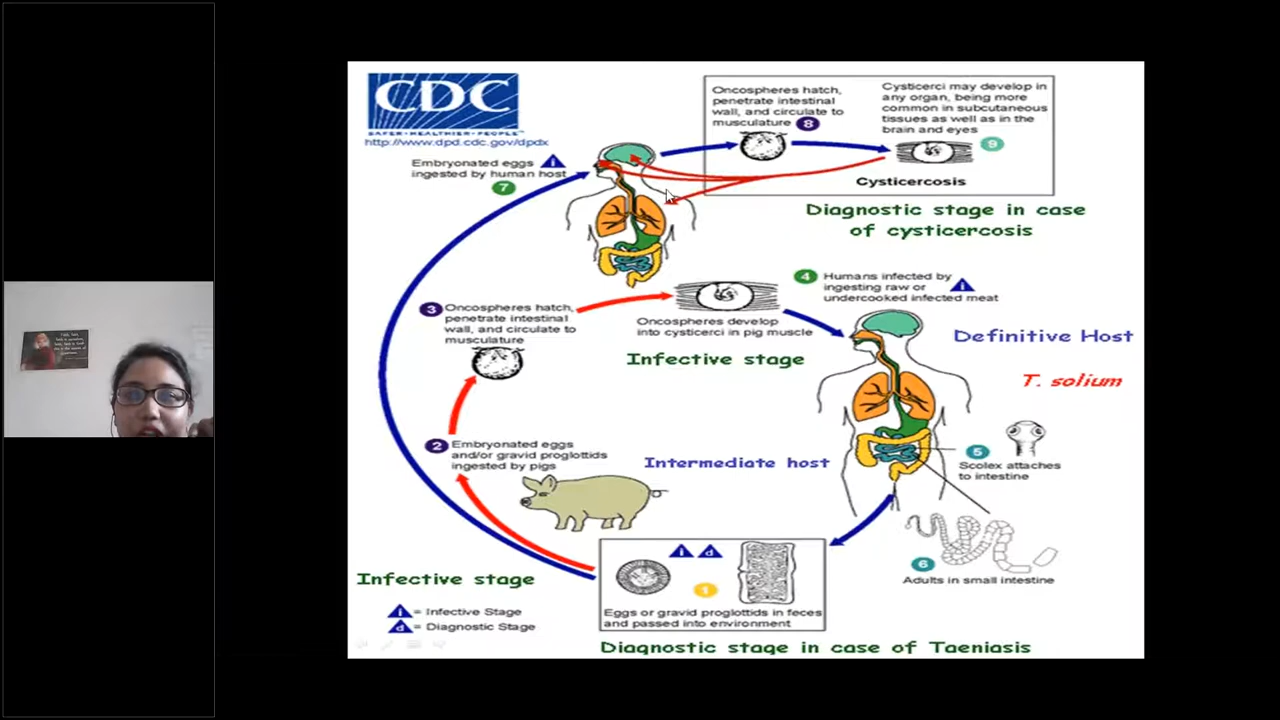 CDC
SAFER • HEALTHIER • PEOPLE™
http://www.dpd.cdc.gov/dpdx
Embryonated eggs
ingested by human host
i
7
Oncospheres hatch,
penetrate intestinal
wall, and circulate to
musculature 8
Cysticerci may develop in
any organ, being more
common in subcutaneous
tissues as well as in the
brain and eyes
9
Cysticercosis
Diagnostic stage in case
of cysticercosis
3 Oncospheres hatch,
penetrate intestinal
wall, and circulate to
musculature
Oncospheres develop
into cysticerci in pig muscle
Infective stage
4 Humans infected by
ingesting raw or
undercooked infected meat
i
Definitive Host
T. solium
2 Embryonated eggs
and/or gravid proglottids
ingested by pigs
Intermediate host
5
Scolex attaches
to intestine
6
Adults in small intestine
Infective stage
i = Infective Stage
d = Diagnostic Stage
i d
1
Eggs or gravid proglottids in feces
and passed into environment
Diagnostic stage in case of Taeniasis